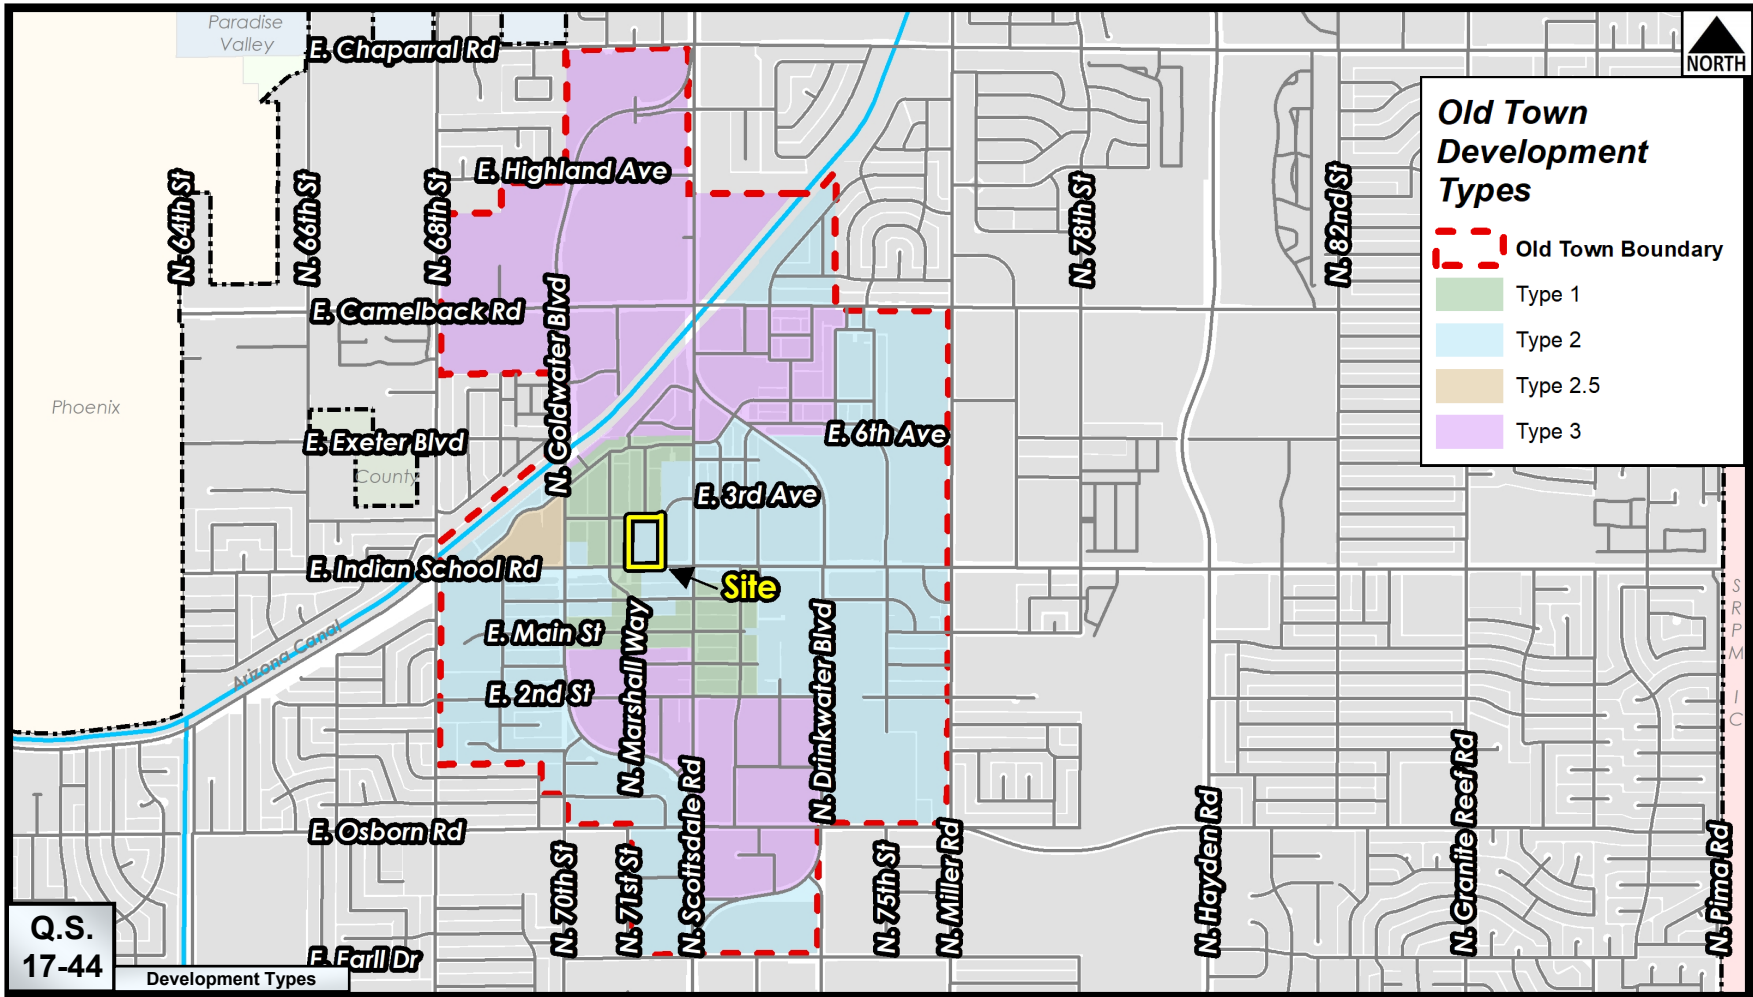 Paradise
Valley
E. Chaparral Rd
NORTH
Old Town
Development
Types
Old Town Boundary
Type 1
Type 2
Type 2.5
Type 3
E. Highland Ave
N. 64th St
N. 66th St
N. 68th St
N. 78th St
N. 82nd St
E. Camelback Rd
N. Goldwater Blvd
Phoenix
E. Exeter Blvd
County
E. 6th Ave
E. 3rd Ave
E. Indian School Rd
Site
Arizona Canal
E. Main St
E. 2nd St
N. Marshall Way
N. Drinkwater Blvd
N. Scottsdale Rd
S R P M I C
E. Osborn Rd
N. 70th St
N. 71st St
N. 75th St
N. Miller Rd
N. Hayden Rd
N. Granite Reef Rd
N. Pima Rd
E. Earll Dr
Q.S.
17-44
Development Types